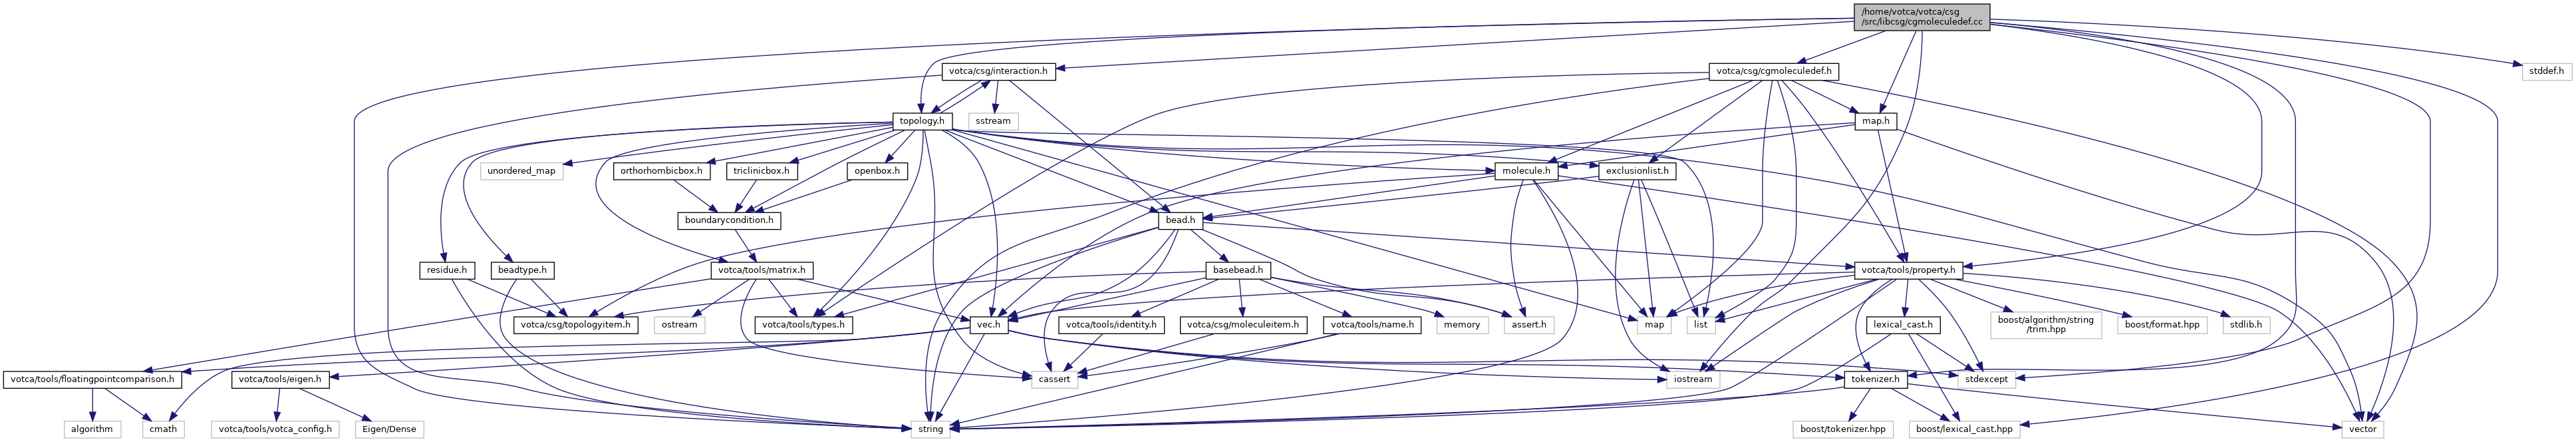 /home/votca/votca/csg
/src/libcsg/cgmoleculedef.cc
votca/csg/interaction.h
votca/csg/cgmoleculedef.h
stddef.h
topology.h
sstream
map.h
unordered_map
orthorhombicbox.h
triclinicbox.h
openbox.h
molecule.h
exclusionlist.h
boundarycondition.h
bead.h
residue.h
beadtype.h
votca/tools/matrix.h
basebead.h
votca/tools/property.h
votca/csg/topologyitem.h
ostream
votca/tools/types.h
vec.h
votca/tools/identity.h
votca/csg/moleculeitem.h
votca/tools/name.h
memory
assert.h
map
list
lexical_cast.h
boost/algorithm/string
/trim.hpp
boost/format.hpp
stdlib.h
votca/tools/floatingpointcomparison.h
votca/tools/eigen.h
cassert
iostream
tokenizer.h
stdexcept
algorithm
cmath
votca/tools/votca_config.h
Eigen/Dense
string
boost/tokenizer.hpp
boost/lexical_cast.hpp
vector